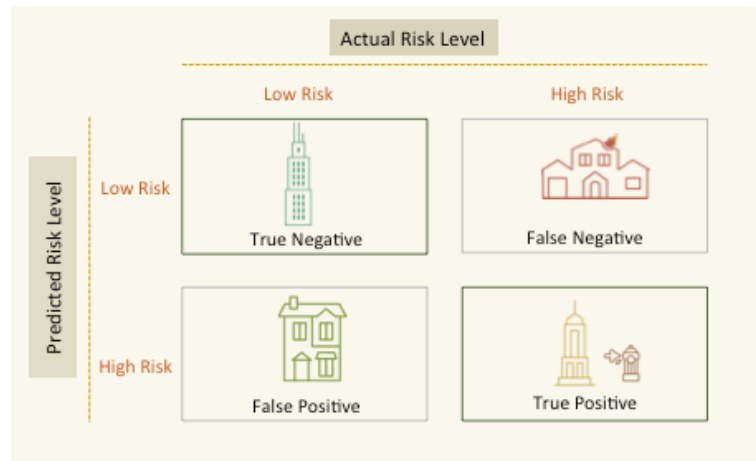 Actual Risk Level
Low Risk
High Risk
Predicted Risk Level
Low Risk
True Negative
False Negative
High Risk
False Positive
True Positive